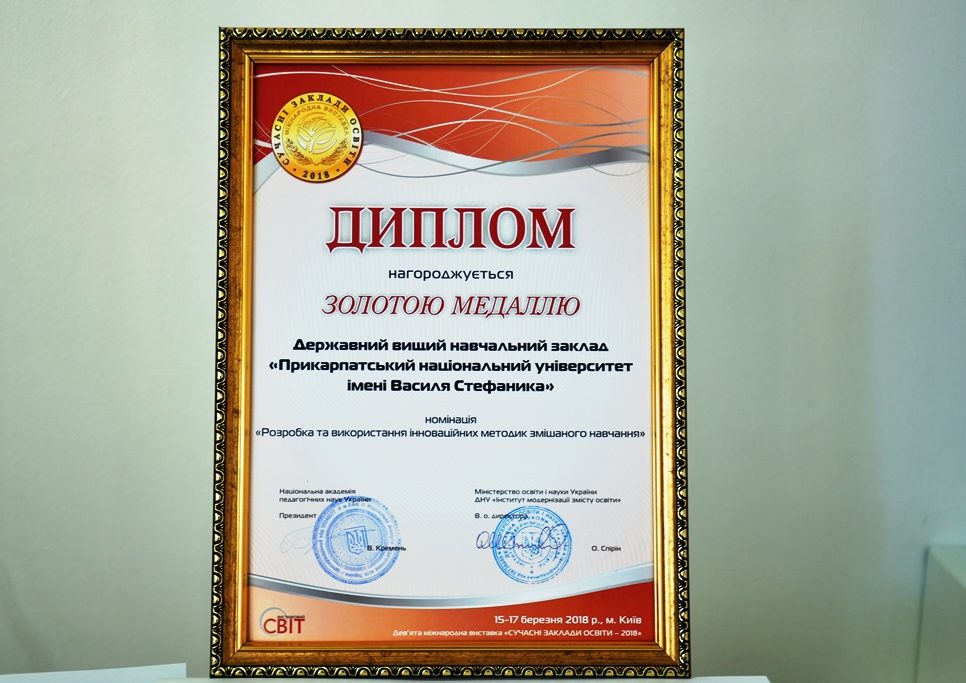 СУЧАСНІ ЗАКЛАДИ ОСВІТИ
МІЖНАРОДНА ВИСТАВКА
• 2018 •
ДИПЛОМ
нагороджується
ЗОЛОТОЮ МЕДАЛЛЮ
Державний вищий навчальний заклад
«Прикарпатський національний університет
імені Василя Стефаника»
номінація
«Розробка та використання інноваційних методик змішаного навчання»
Національна академія
педагогічних наук України
Президент
В. Кремень
Міністерство освіти і науки України
ДНУ «Інститут модернізації змісту освіти»
В. о. директора
О. Спірін
СВІТ
15-17 березня 2018 р., м. Київ
Дев'ята міжнародна виставка «СУЧАСНІ ЗАКЛАДИ ОСВІТИ – 2018»